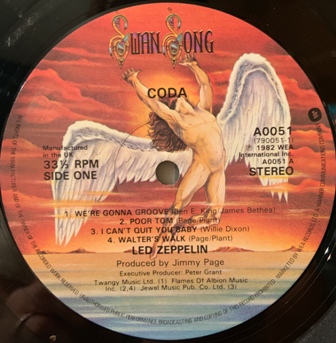 SWAN SONG
CODA
Manufactured
in the UK
33⅓ RPM
SIDE ONE
A0051
(790051-1)
℗ 1982 WEA
International Inc.
A0051 A
STEREO
1. WE'RE GONNA GROOVE (Ben E. King/James Bethea)
2. POOR TOM (Page/Plant)
3. I CAN'T QUIT YOU BABY (Willie Dixon)
4. WALTER'S WALK (Page/Plant)
LED ZEPPELIN
Produced by Jimmy Page
Executive Producer: Peter Grant
Twangy Music Ltd. (1) Flames Of Albion Music
Inc. (2,4) Jewel Music Pub. Co. Ltd. (3)